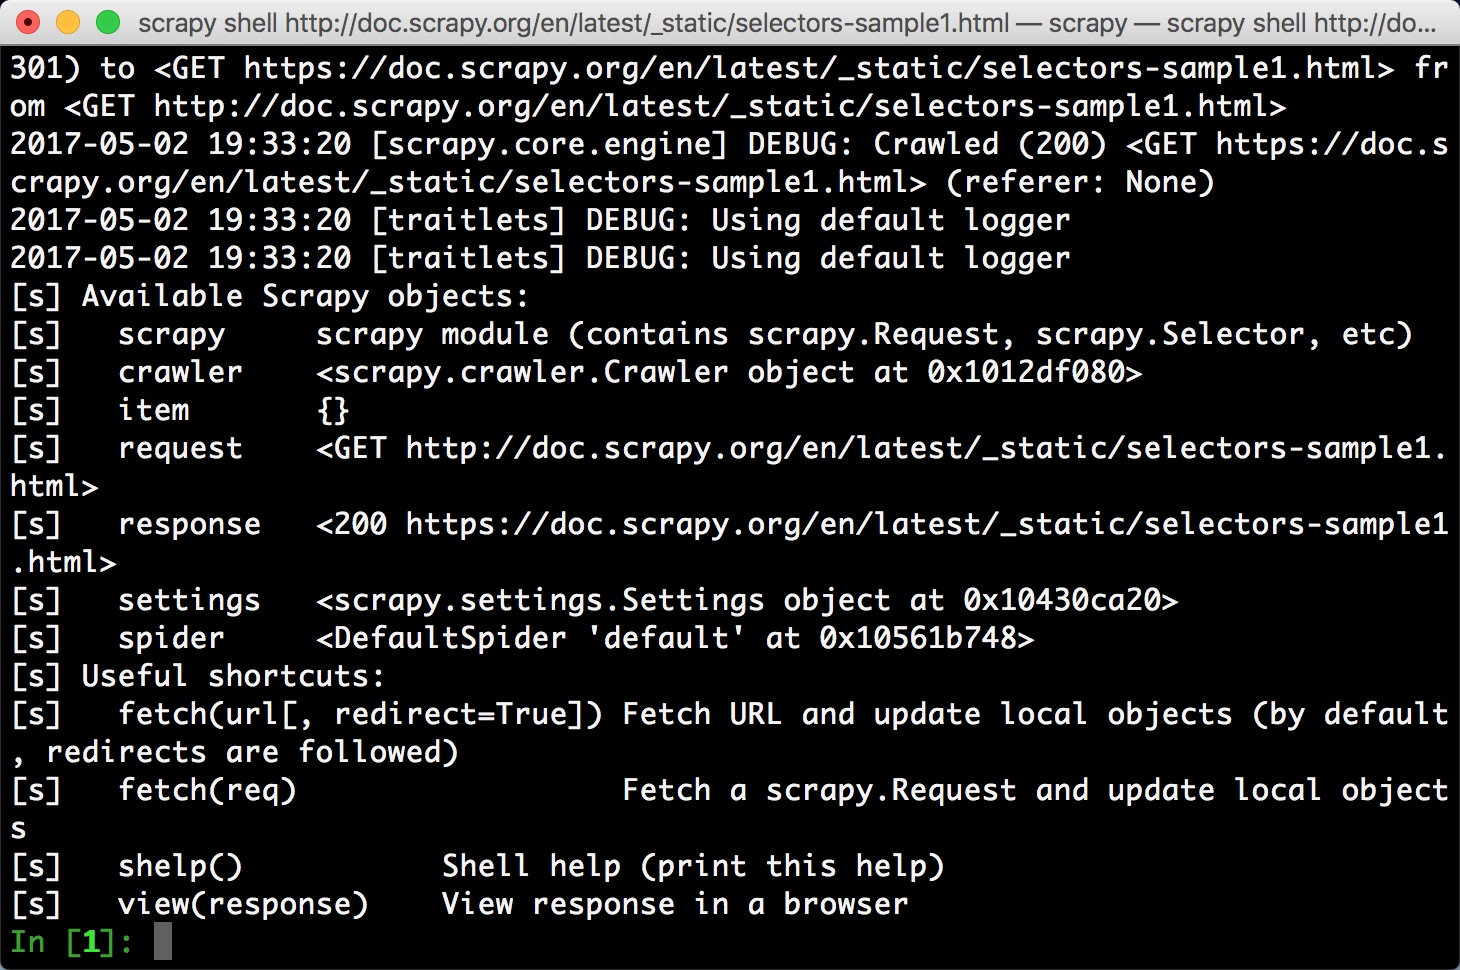 scrapy shell http://doc.scrapy.org/en/latest/_static/selectors-sample1.html — scrapy — scrapy shell http://do...
301) to <GET https://doc.scrapy.org/en/latest/_static/selectors-sample1.html> fr
om <GET http://doc.scrapy.org/en/latest/_static/selectors-sample1.html>
2017-05-02 19:33:20 [scrapy.core.engine] DEBUG: Crawled (200) <GET https://doc.s
crapy.org/en/latest/_static/selectors-sample1.html> (referer: None)
2017-05-02 19:33:20 [traitlets] DEBUG: Using default logger
2017-05-02 19:33:20 [traitlets] DEBUG: Using default logger
[s] Available Scrapy objects:
[s]   scrapy     scrapy module (contains scrapy.Request, scrapy.Selector, etc)
[s]   crawler    <scrapy.crawler.Crawler object at 0x1012df080>
[s]   item       {}
[s]   request    <GET http://doc.scrapy.org/en/latest/_static/selectors-sample1.
html>
[s]   response   <200 https://doc.scrapy.org/en/latest/_static/selectors-sample1
.html>
[s]   settings   <scrapy.settings.Settings object at 0x10430ca20>
[s]   spider     <DefaultSpider 'default' at 0x10561b748>
[s] Useful shortcuts:
[s]   fetch(url[, redirect=True]) Fetch URL and update local objects (by default
, redirects are followed)
[s]   fetch(req)                  Fetch a scrapy.Request and update local object
s
[s]   shelp()           Shell help (print this help)
[s]   view(response)    View response in a browser
In [1]: